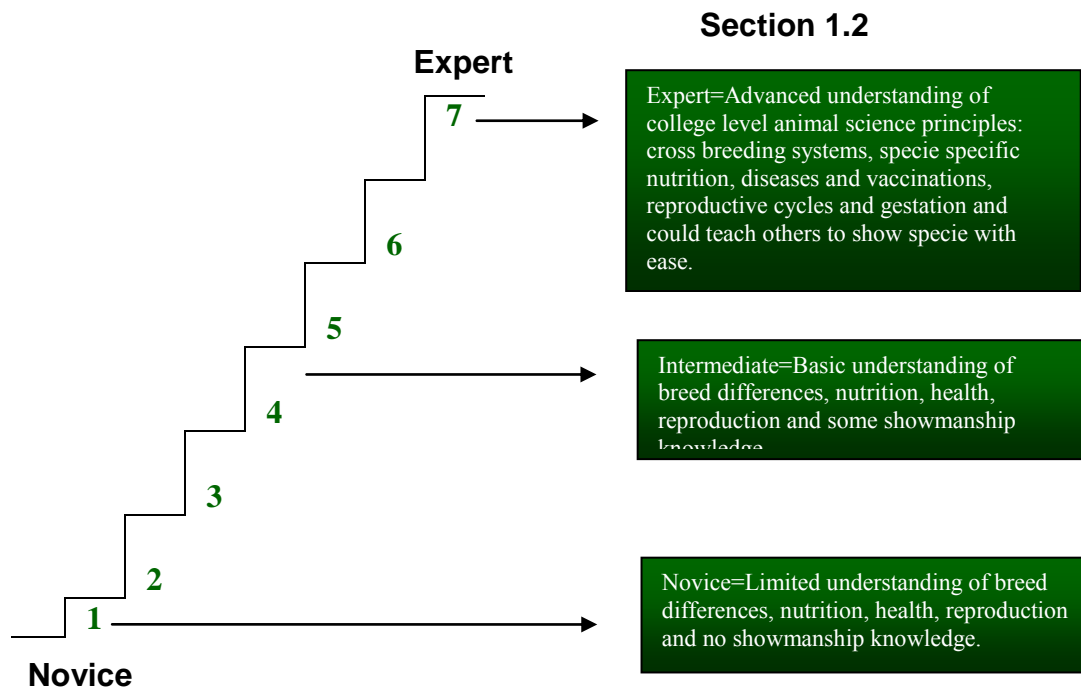 Section 1.2
Expert
7
Expert=Advanced understanding of
college level animal science principles:
cross breeding systems, specie specific
nutrition, diseases and vaccinations,
reproductive cycles and gestation and
could teach others to show specie with
ease.
6
5
Intermediate=Basic understanding of
breed differences, nutrition, health,
reproduction and some showmanship
knowledge
4
3
2
1
Novice=Limited understanding of breed
differences, nutrition, health, reproduction
and no showmanship knowledge.
Novice